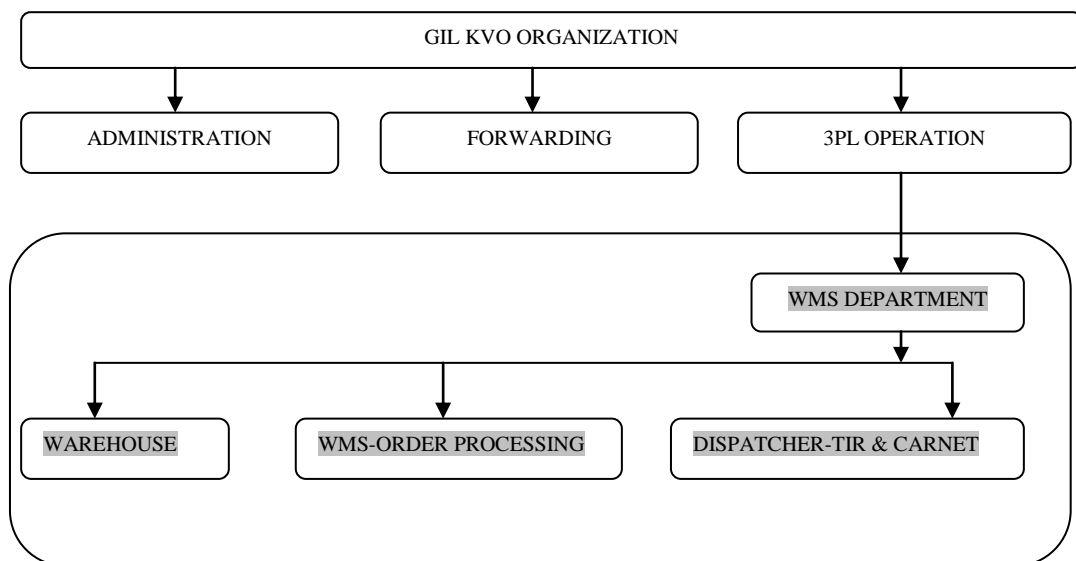 GIL KVO ORGANIZATION
ADMINISTRATION
FORWARDING
3PL OPERATION
WMS DEPARTMENT
WAREHOUSE
WMS-ORDER PROCESSING
DISPATCHER-TIR & CARNET